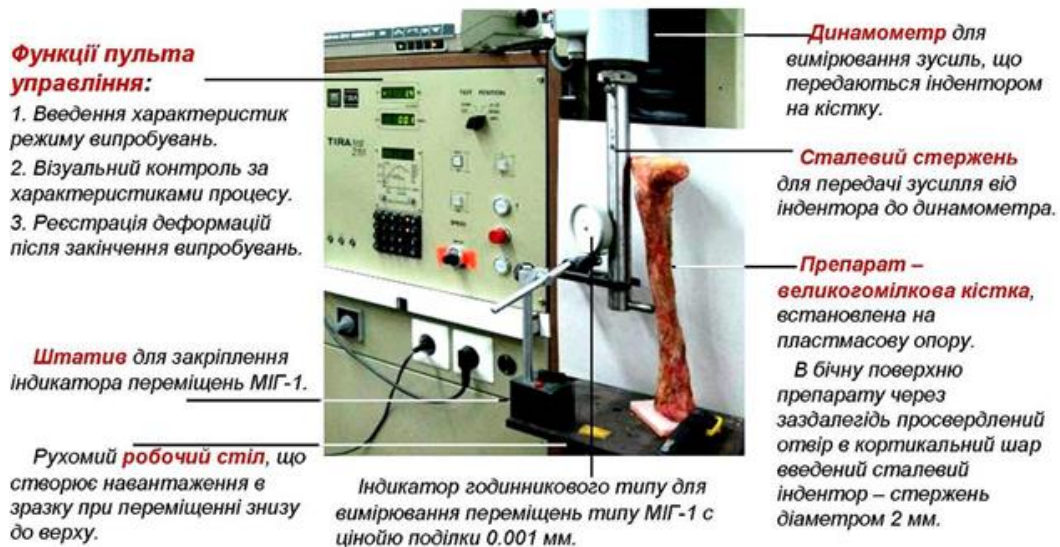 Функції пульта
управління:
1. Введення характеристик
режиму випробувань.
2. Візуальний контроль за
характеристиками процесу.
3. Реєстрація деформацій
після закінчення випробувань.
Штатив для закріплення
індикатора переміщень МІГ-1.
Рухомий робочий стіл, що
створює навантаження в
зразку при переміщенні знизу
до верху.
TEST POSITION
TIRA test
Індикатор годинникового типу для
вимірювання переміщень типу МІГ-1 с
ціною поділки 0.001 мм.
Динамометр для
вимірювання зусиль, що
передаються індентором
на кістку.
Сталевий стержень
для передачі зусилля від
індентора до динамометра.
Препарат –
великогомілкова кістка,
встановлена на
пластмасову опору.
В бічну поверхню
препарату через
заздалегідь просвердлений
отвір в кортикальний шар
введений сталевий
індентор – стержень
діаметром 2 мм.